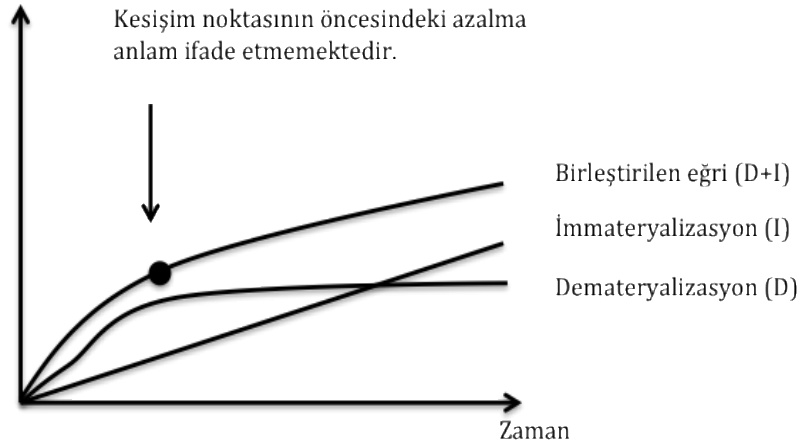 Kesişim noktasının öncesindeki azalma
anlam ifade etmemektedir.
Birleştirilen eğri (D+I)
İmmateryalizasyon (I)
Demateryalizasyon (D)
Zaman